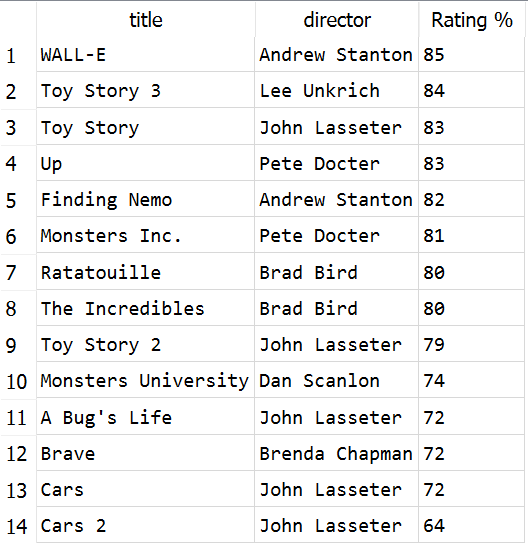 title director Rating %
1 WALL-E Andrew Stanton 85
2 Toy Story 3 Lee Unkrich 84
3 Toy Story John Lasseter 83
4 Up Pete Docter 83
5 Finding Nemo Andrew Stanton 82
6 Monsters Inc. Pete Docter 81
7 Ratatouille Brad Bird 80
8 The Incredibles Brad Bird 80
9 Toy Story 2 John Lasseter 79
10 Monsters University Dan Scanlon 74
11 A Bug's Life John Lasseter 72
12 Brave Brenda Chapman 72
13 Cars John Lasseter 72
14 Cars 2 John Lasseter 64